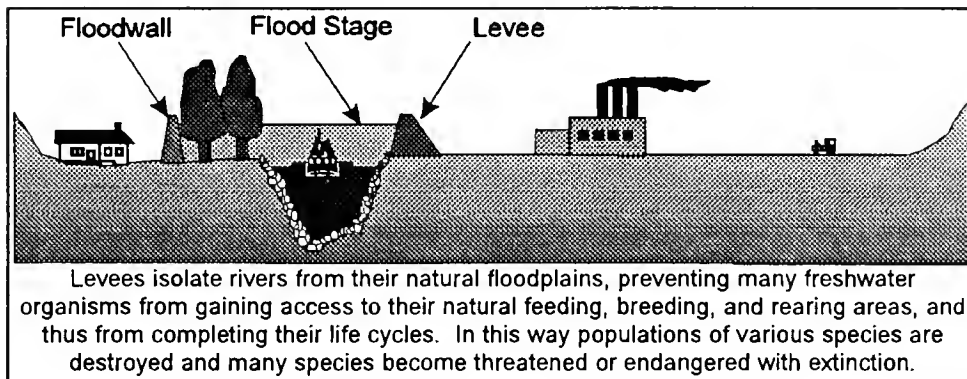 Floodwall Flood Stage Levee
Levees isolate rivers from their natural floodplains, preventing many freshwater
organisms from gaining access to their natural feeding, breeding, and rearing areas, and
thus from completing their life cycles. In this way populations of various species are
destroyed and many species become threatened or endangered with extinction.